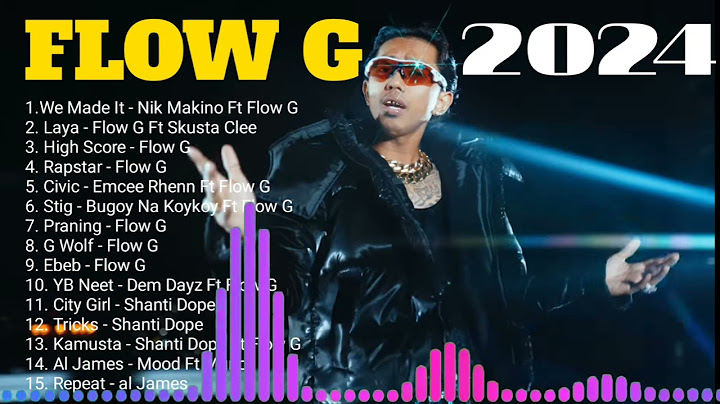 FLOW G 2024
1.We Made It - Nik Makino Ft Flow G
2. Laya - Flow G Ft Skusta Clee
3. High Score - Flow G
4. Rapstar - Flow G
5. Civic - Emcee Rhenn Ft Flow G
6. Stig - Bugoy Na Koykoy Ft Flow G
7. Praning - Flow G
8. G Wolf - Flow G
9. Ebeb - Flow G
10. YB Neet - Dem Dayz Ft Flow G
11. City Girl - Shanti Dope
12. Tricks - Shanti Dope
13. Kamusta - Shanti Dope Ft Flow G
14. Al James - Mood Ft
15. Repeat - al James